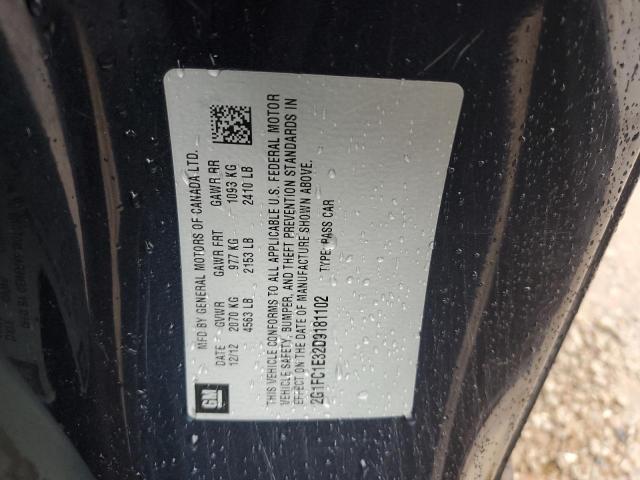 GM
MFD BY GENERAL MOTORS OF CANADA LTD.
DATE GVWR GAWR FRT GAWR RR
12/12 2070 KG 977 KG 1093 KG
4563 LB 2153 LB 2410 LB
THIS VEHICLE CONFORMS TO ALL APPLICABLE U.S. FEDERAL MOTOR
VEHICLE SAFETY, BUMPER, AND THEFT PREVENTION STANDARDS IN
EFFECT ON THE DATE OF MANUFACTURE SHOWN ABOVE.
2G1FC1E32D9181102 TYPE: PASS CAR